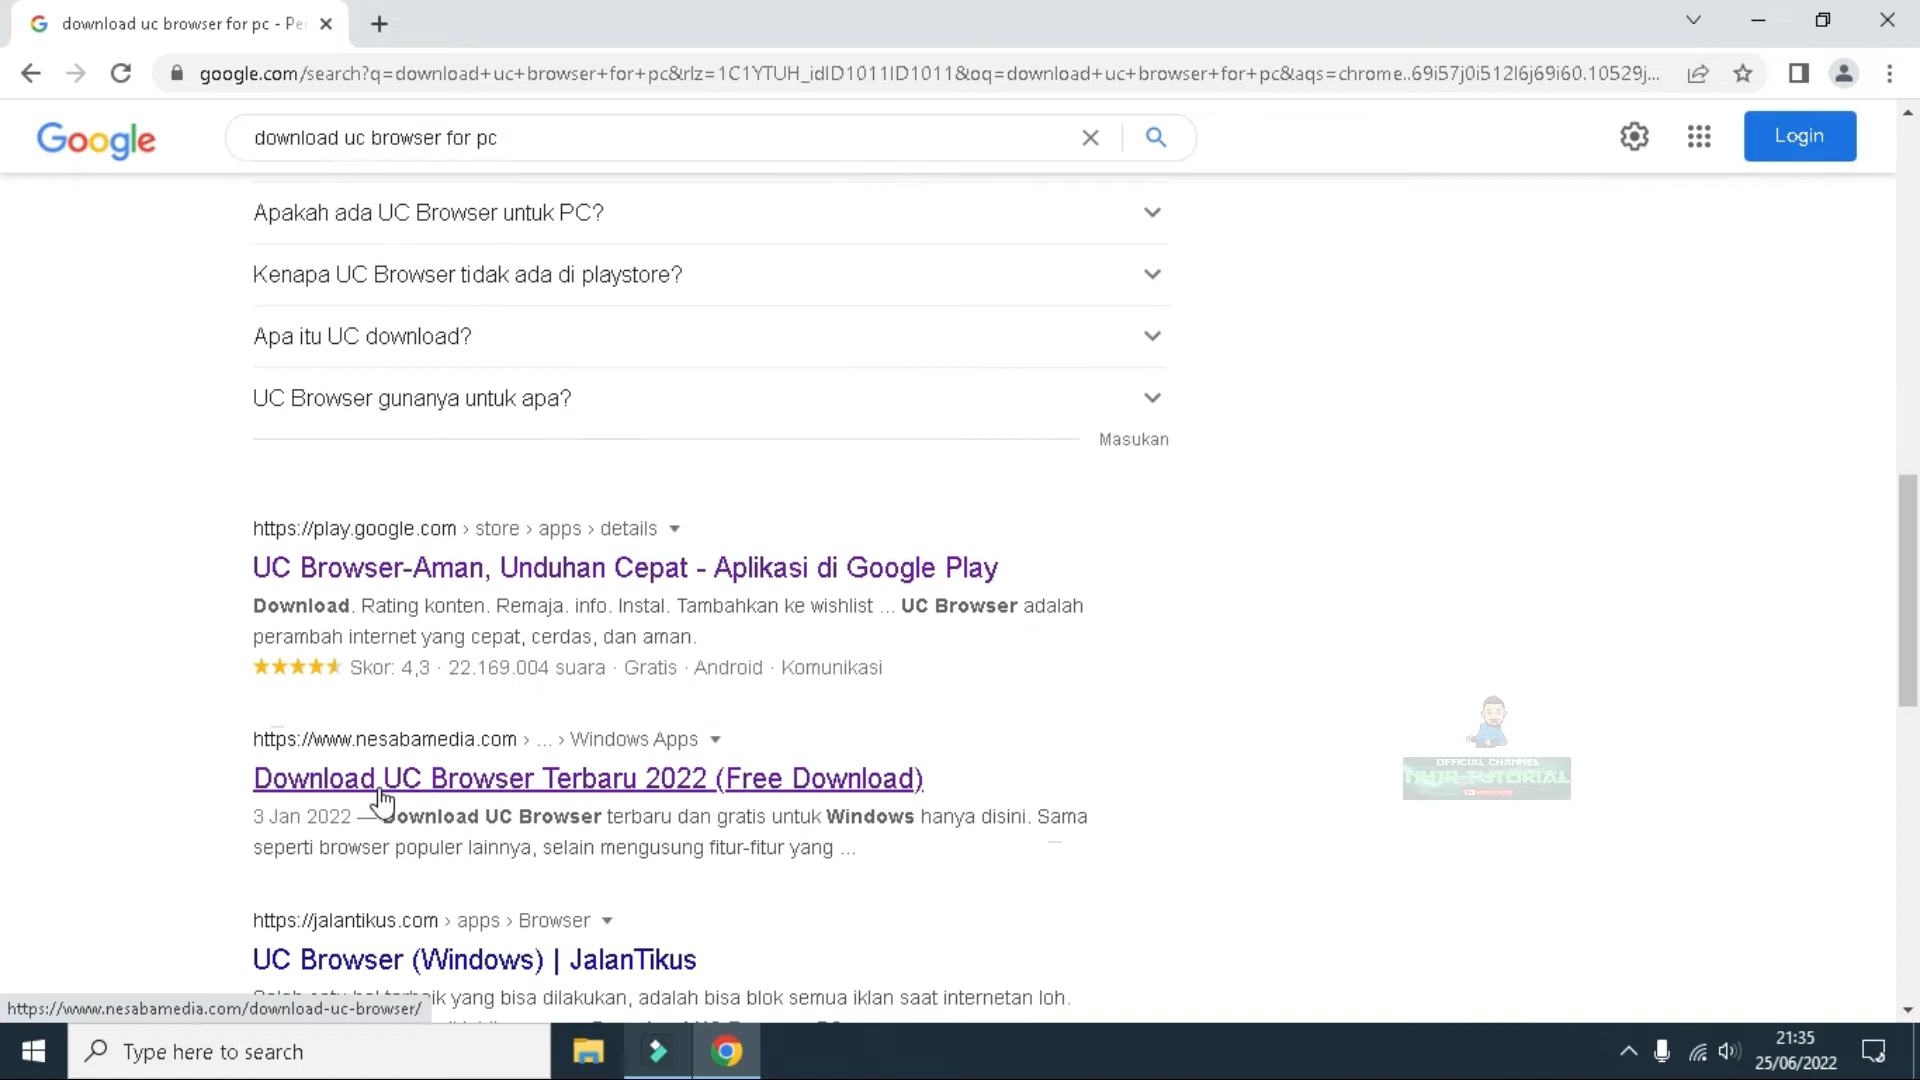 download uc browser for pc - Pe
google.com/search?q=download+uc+browser+for+pc&rlz=1C1YTUH_idID1011ID1011&oq=download+uc+browser+for+pc&aqs=chrome..69i57j0i512l6j69i60.10529j...
Google
download uc browser for pc
Login
Apakah ada UC Browser untuk PC?
Kenapa UC Browser tidak ada di playstore?
Apa itu UC download?
UC Browser gunanya untuk apa?
Masukan
https://play.google.com › store › apps › details
UC Browser-Aman, Unduhan Cepat - Aplikasi di Google Play
Download. Rating konten. Remaja. info. Instal. Tambahkan ke wishlist ... UC Browser adalah
perambah internet yang cepat, cerdas, dan aman.
Skor: 4,3 · 22.169.004 suara · Gratis · Android · Komunikasi
https://www.nesabamedia.com › ... › Windows Apps
Download UC Browser Terbaru 2022 (Free Download)
3 Jan 2022 — Download UC Browser terbaru dan gratis untuk Windows hanya disini. Sama
seperti browser populer lainnya, selain mengusung fitur-fitur yang ...
OFFICIAL CHANNEL
TUTORIAL
https://jalantikus.com › apps › Browser
UC Browser (Windows) | JalanTikus
yang bisa dilakukan, adalah bisa blok semua iklan saat internetan loh.
https://www.nesabamedia.com/download-uc-browser/
Type here to search
21:35
25/06/2022